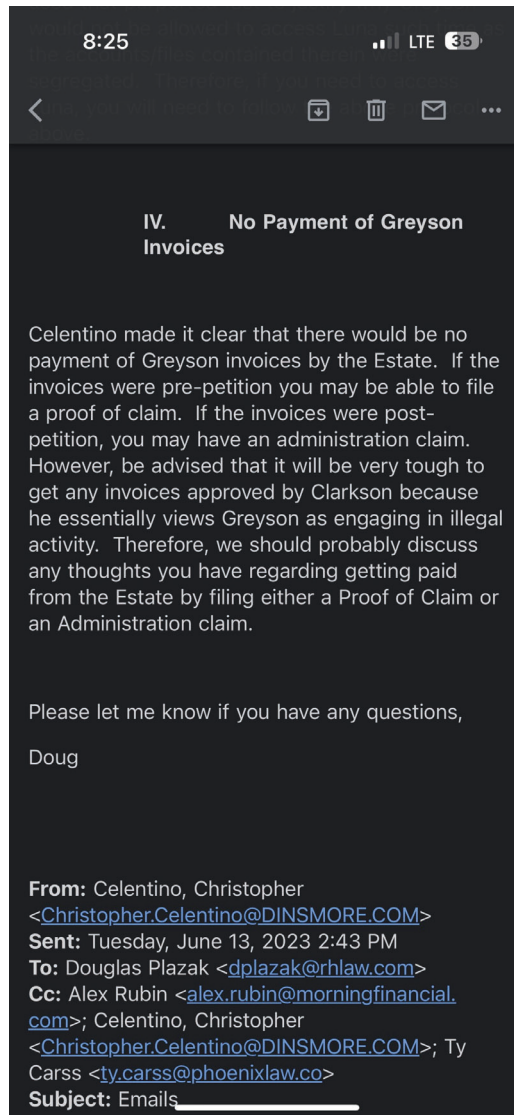 8:25 LTE 35
IV. No Payment of Greyson
Invoices
Celentino made it clear that there would be no
payment of Greyson invoices by the Estate. If the
invoices were pre-petition you may be able to file
a proof of claim. If the invoices were post-
petition, you may have an administration claim.
However, be advised that it will be very tough to
get any invoices approved by Clarkson because
he essentially views Greyson as engaging in illegal
activity. Therefore, we should probably discuss
any thoughts you have regarding getting paid
from the Estate by filing either a Proof of Claim or
an Administration claim.
Please let me know if you have any questions,
Doug
From: Celentino, Christopher
<Christopher.Celentino@DINSMORE.COM>
Sent: Tuesday, June 13, 2023 2:43 PM
To: Douglas Plazak <dplazak@rhlaw.com>
Cc: Alex Rubin <alex.rubin@morningfinancial.
com>; Celentino, Christopher
<Christopher.Celentino@DINSMORE.COM>; Ty
Carss <ty.carss@phoenixlaw.co>
Subject: Emails